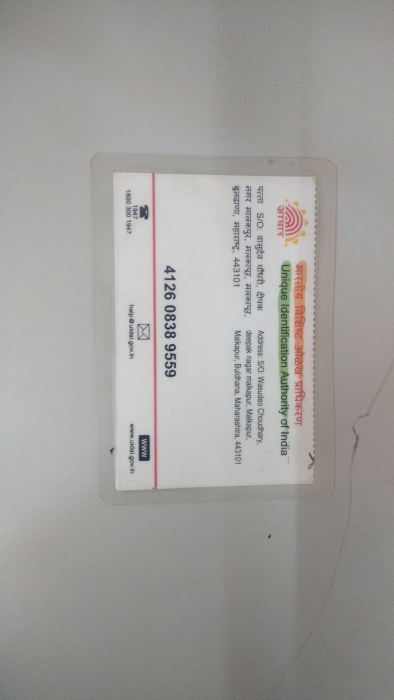 भारतीय विशिष्ट ओळख प्राधिकरण
Unique Identification Authority of India
आधार
पत्ता S/O: वासुदेव चौधरी, दीपक
नगर मालकपुर, मलकापुर, मलकापूर,
बुलढाणा, महाराष्ट्र, 443101
Address: S/O: Wasudeo Choudhary,
deepak nagar malkapur, Malkapur,
Malkapur, Buldhana, Maharashtra, 443101
4126 0838 9559
1947
1800 300 1947
help@uidai.gov.in
www
www.uidai.gov.in